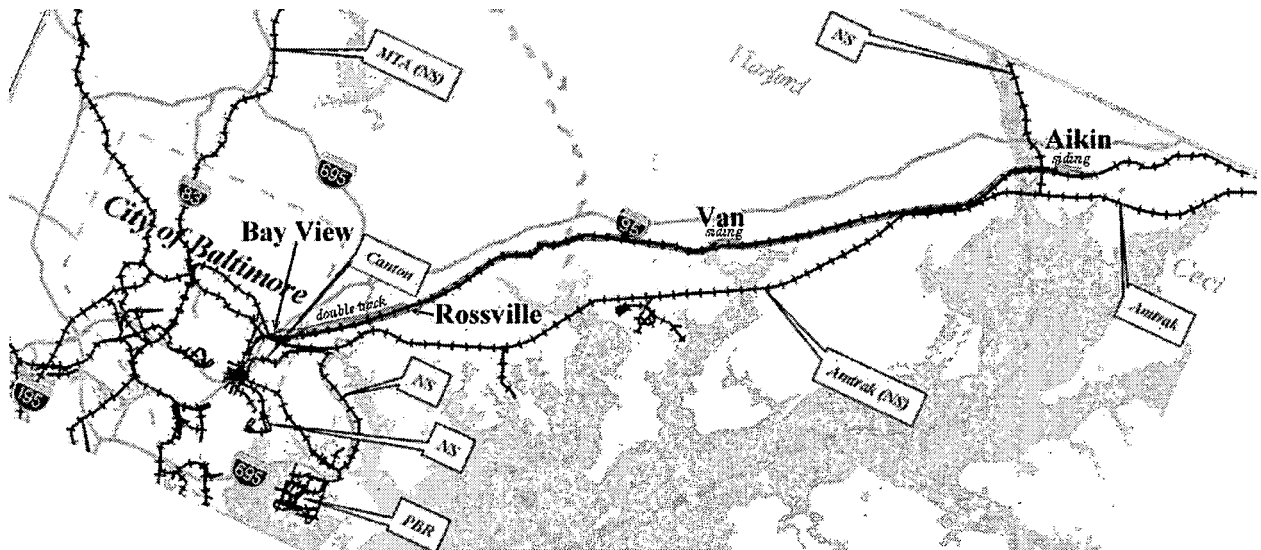 NS
MTA (NS)
Harford
Aikin
siding
695
83
City of Baltimore
Bay View
Van
siding
95
Canton
double track
Rossville
Ceci
Amtrak
195
NS
Amtrak (NS)
NS
695
PBR